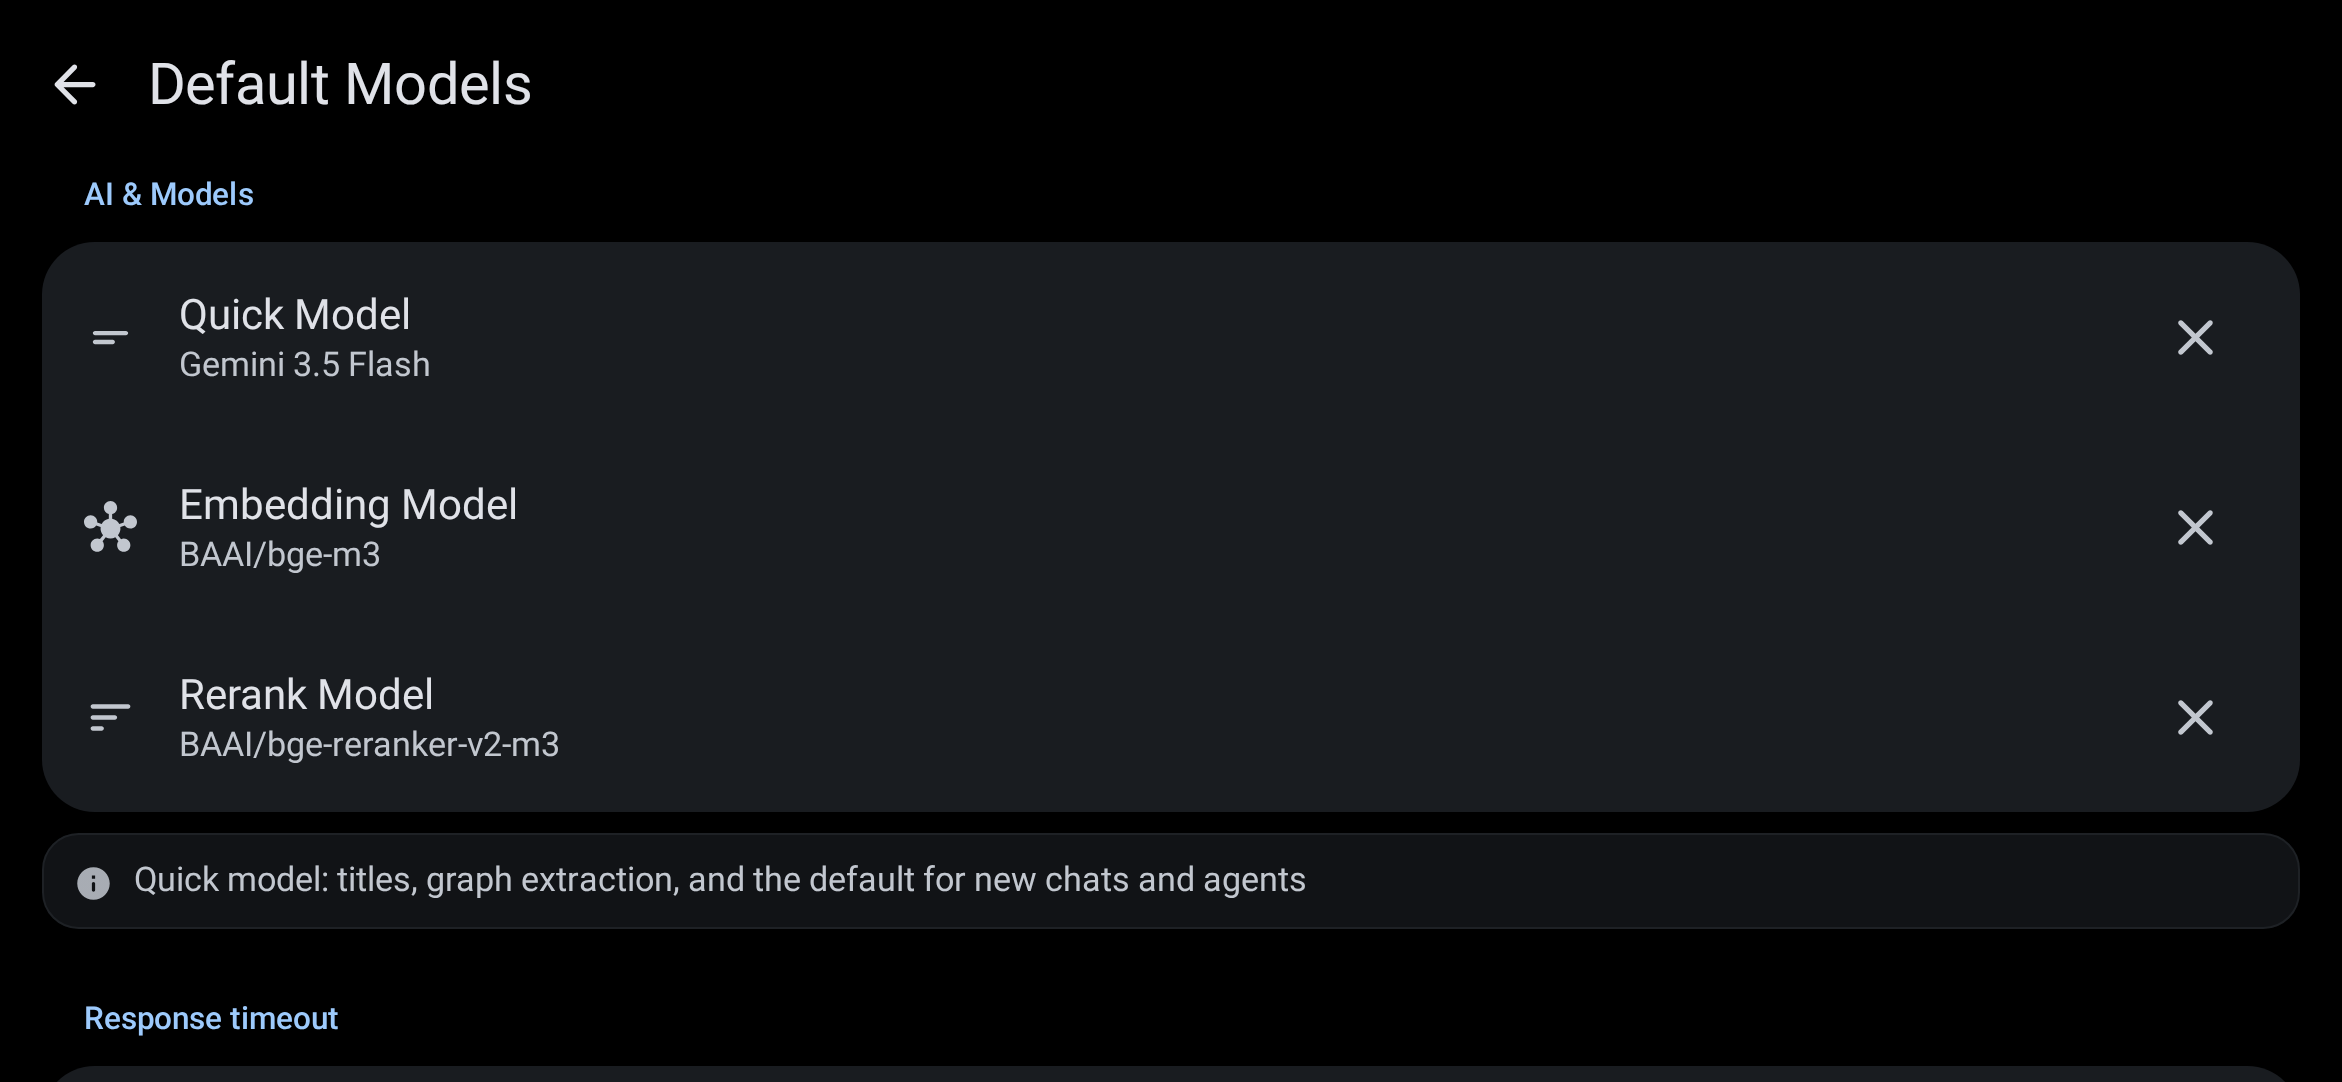 Default Models
AI & Models
Quick Model
Gemini 3.5 Flash
Embedding Model
BAAI/bge-m3
Rerank Model
BAAI/bge-reranker-v2-m3
Quick model: titles, graph extraction, and the default for new chats and agents
Response timeout